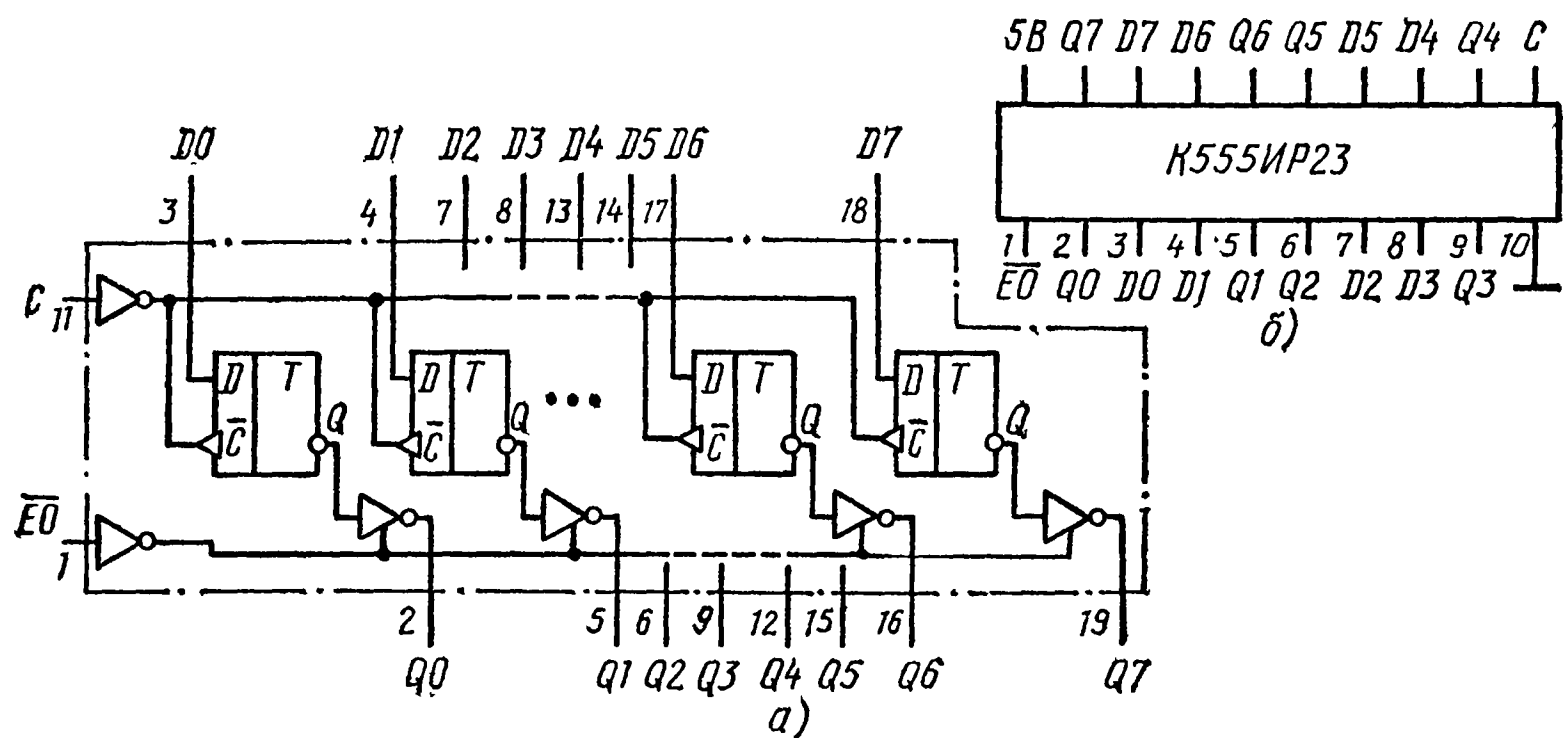 5В Q7 D7 D6 Q6 Q5 D5 D4 Q4 C
К555ИР23
1 2 3 4 5 6 7 8 9 10
E̅O̅ Q0 D0 D1 Q1 Q2 D2 D3 Q3
б)
D0 D1 D2 D3 D4 D5 D6 D7
3 4 7 8 13 14 17 18
C 11
D T D T D T D T
C̅ Q C̅ Q C̅ Q C̅ Q
E̅O̅
1
2 5 6 9 12 15 16 19
Q0 Q1 Q2 Q3 Q4 Q5 Q6 Q7
а)